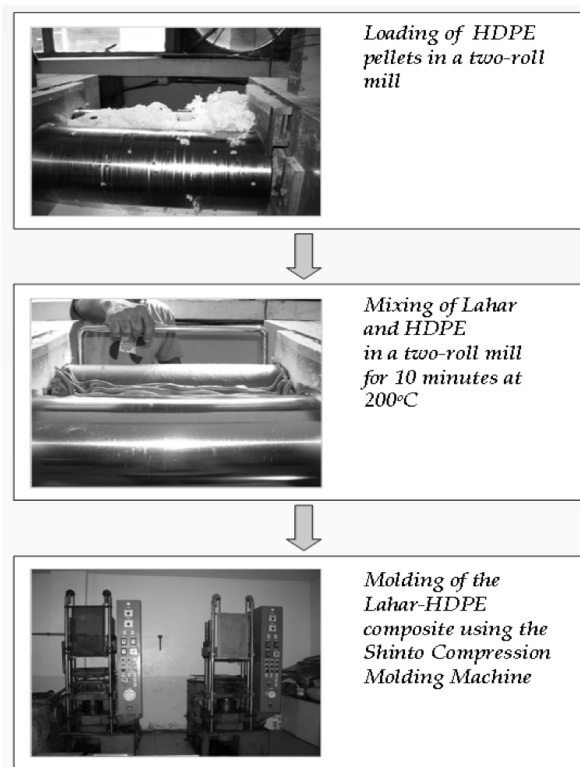 Loading of HDPE
pellets in a two-roll
mill
Mixing of Lahar
and HDPE
in a two-roll mill
for 10 minutes at
200°C
Molding of the
Lahar-HDPE
composite using the
Shinto Compression
Molding Machine